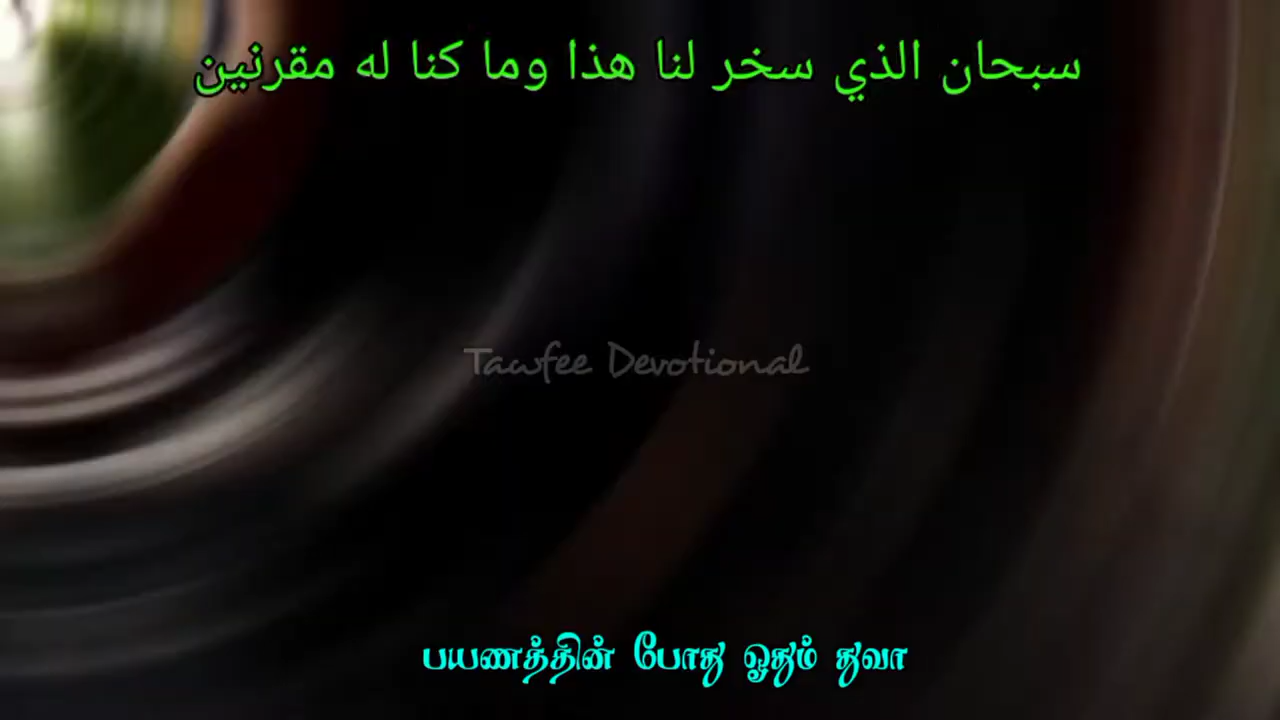 سبحان الذي سخر لنا هذا وما كنا له مقرنين
Tawfee Devotional
பயணத்தின் போது ஓதும் துவா